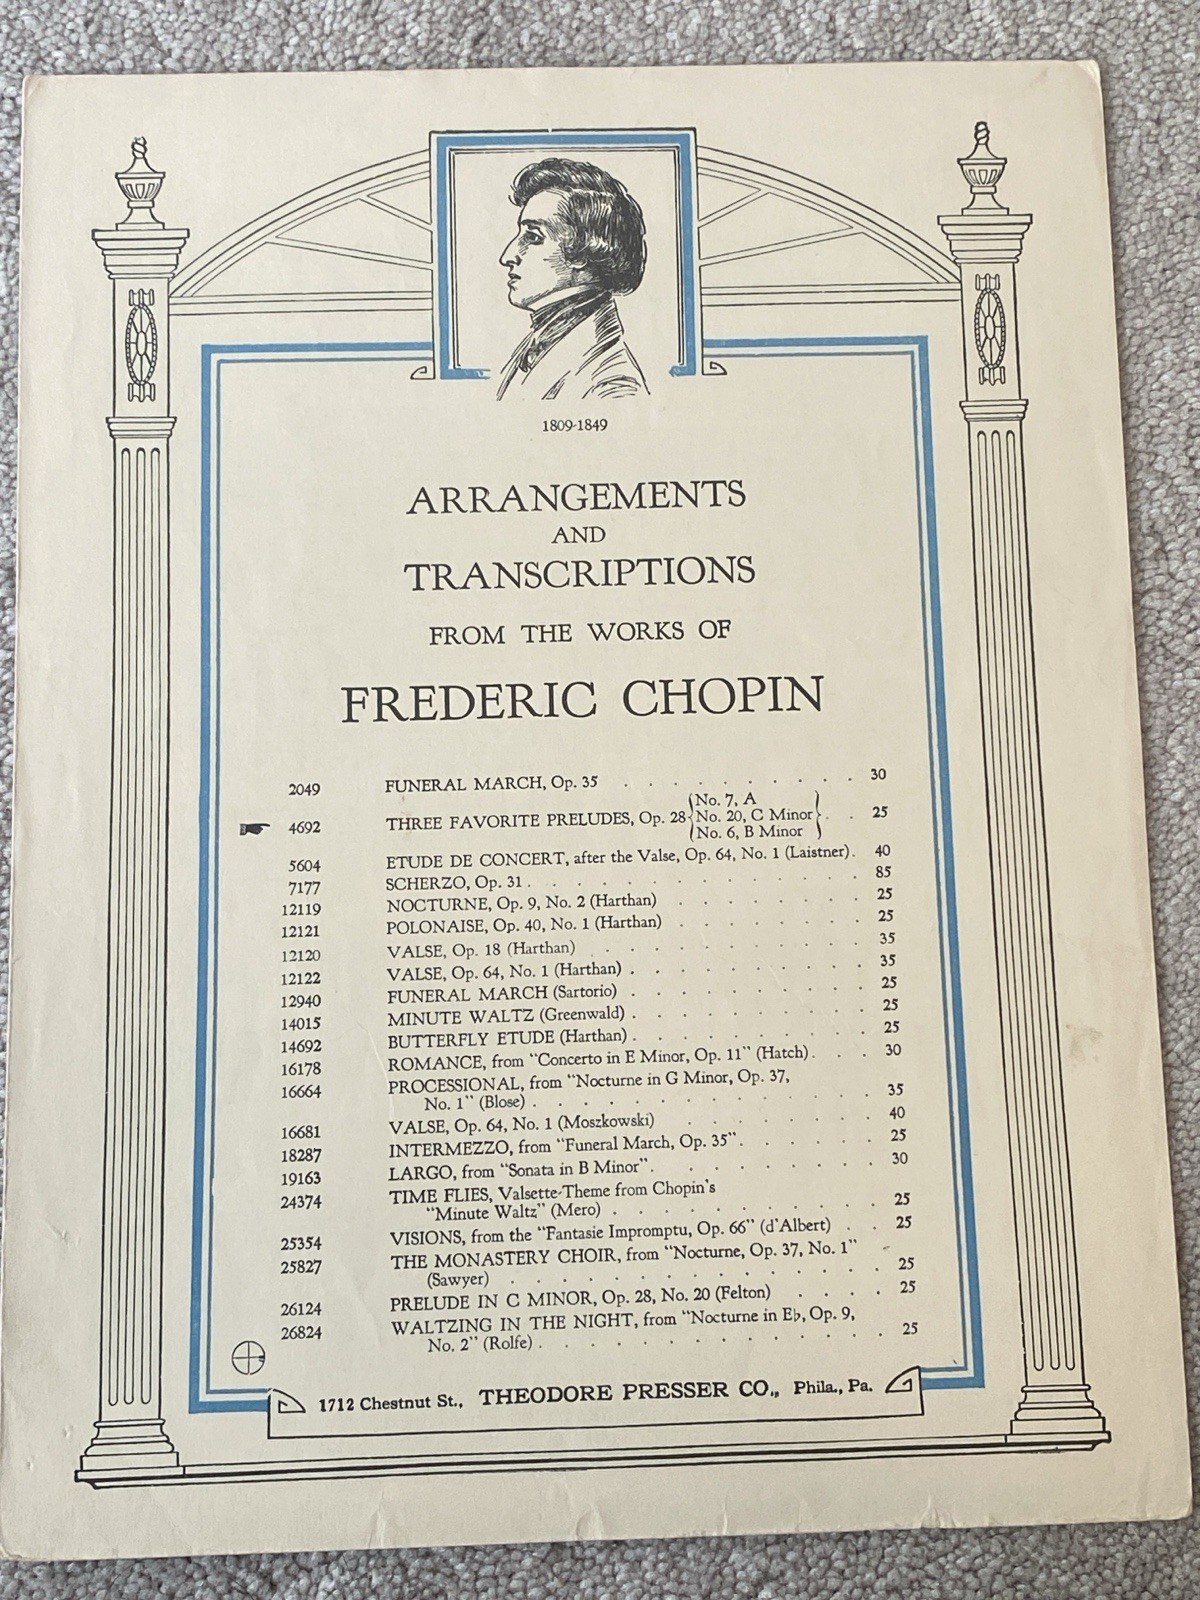 1809-1849
ARRANGEMENTS
AND
TRANSCRIPTIONS
FROM THE WORKS OF
FREDERIC CHOPIN
2049 FUNERAL MARCH, Op. 35 . . . . . . . . . . 30
4692 THREE FAVORITE PRELUDES, Op. 28 {No. 7, A No. 20, C Minor No. 6, B Minor} . . 25
5604 ETUDE DE CONCERT, after the Valse, Op. 64, No. 1 (Laistner). 40
7177 SCHERZO, Op. 31 . . . . . . . . . . . . . 85
12119 NOCTURNE, Op. 9, No. 2 (Harthan) . . . . . . . . 25
12121 POLONAISE, Op. 40, No. 1 (Harthan) . . . . . . . . 25
12120 VALSE, Op. 18 (Harthan) . . . . . . . . . . . 35
12122 VALSE, Op. 64, No. 1 (Harthan) . . . . . . . . . . 35
12940 FUNERAL MARCH (Sartorio) . . . . . . . . . . 25
14015 MINUTE WALTZ (Greenwald) . . . . . . . . . . 25
14692 BUTTERFLY ETUDE (Harthan) . . . . . . . . . . 25
16178 ROMANCE, from "Concerto in E Minor, Op. 11" (Hatch) . . . 30
16664 PROCESSIONAL, from "Nocturne in G Minor, Op. 37,
No. 1" (Blose) . . . . . . . . . . . . . . 35
16681 VALSE, Op. 64, No. 1 (Moszkowski) . . . . . . . . 40
18287 INTERMEZZO, from "Funeral March, Op. 35" . . . . . . 25
19163 LARGO, from "Sonata in B Minor" . . . . . . . . . 30
24374 TIME FLIES, Valsette-Theme from Chopin's
"Minute Waltz" (Mero) . . . . . . . . . . . 25
25354 VISIONS, from the "Fantasie Impromptu, Op. 66" (d'Albert) . . 25
25827 THE MONASTERY CHOIR, from "Nocturne, Op. 37, No. 1"
(Sawyer) . . . . . . . . . . . . . . . . 25
26124 PRELUDE IN C MINOR, Op. 28, No. 20 (Felton) . . . . 25
26824 WALTZING IN THE NIGHT, from "Nocturne in E♭, Op. 9,
No. 2" (Rolfe) . . . . . . . . . . . . . . 25
1712 Chestnut St., THEODORE PRESSER CO., Phila., Pa.